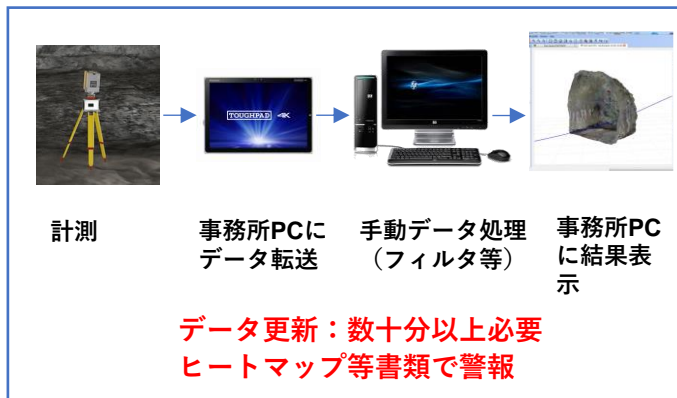 TOUGHPAD 4K
hp
計測
事務所PCに
データ転送
手動データ処理
（フィルタ等）
事務所PC
に結果表
示
データ更新：数十分以上必要
ヒートマップ等書類で警報